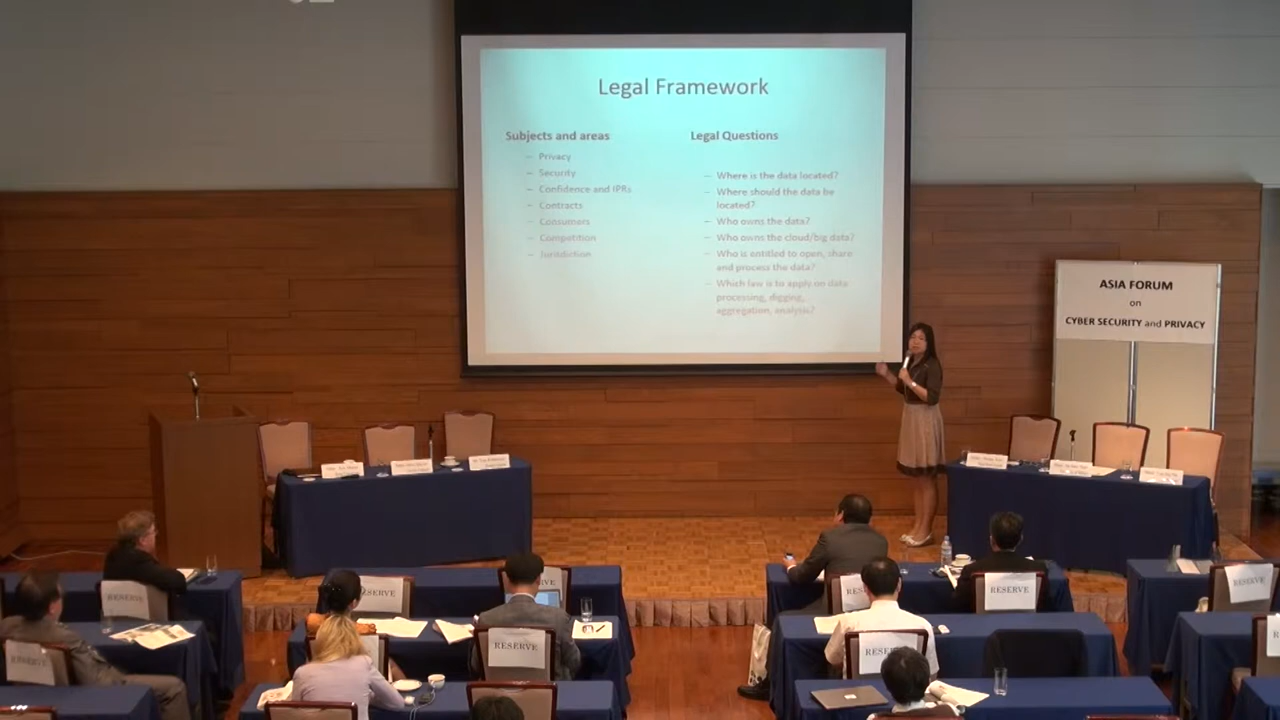 Legal Framework
Subjects and areas
– Privacy
– Security
– Confidence and IPRs
– Contracts
– Consumers
– Competition
– Jurisdiction
Legal Questions
– Where is the data located?
– Where should the data be
located?
– Who owns the data?
– Who owns the cloud/big data?
– Who is entitled to open, share
and process the data?
– Which law is to apply on data
processing, digging,
aggregation, analysis?
ASIA FORUM
on
CYBER SECURITY and PRIVACY
RESERVE
RESERVE
RESERVE
RESERVE
RESERVE
RESERVE
RESERVE